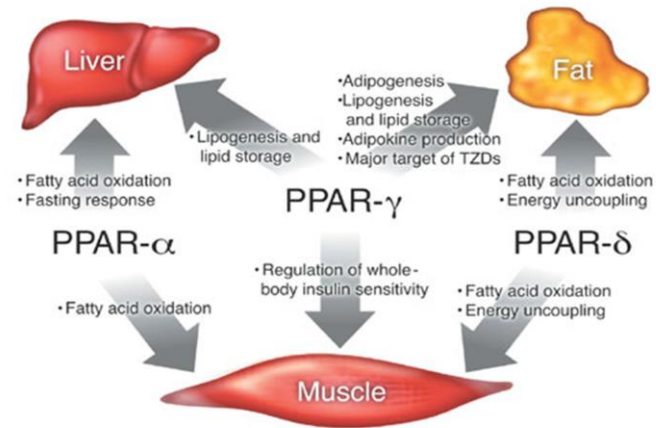 Liver
Fat
•Adipogenesis
•Lipogenesis
and lipid storage
•Adipokine production
•Major target of TZDs
•Lipogenesis and
lipid storage
•Fatty acid oxidation
•Fasting response
•Fatty acid oxidation
•Energy uncoupling
PPAR-γ
PPAR-α
PPAR-δ
•Regulation of whole-
body insulin sensitivity
•Fatty acid oxidation
•Fatty acid oxidation
•Energy uncoupling
Muscle